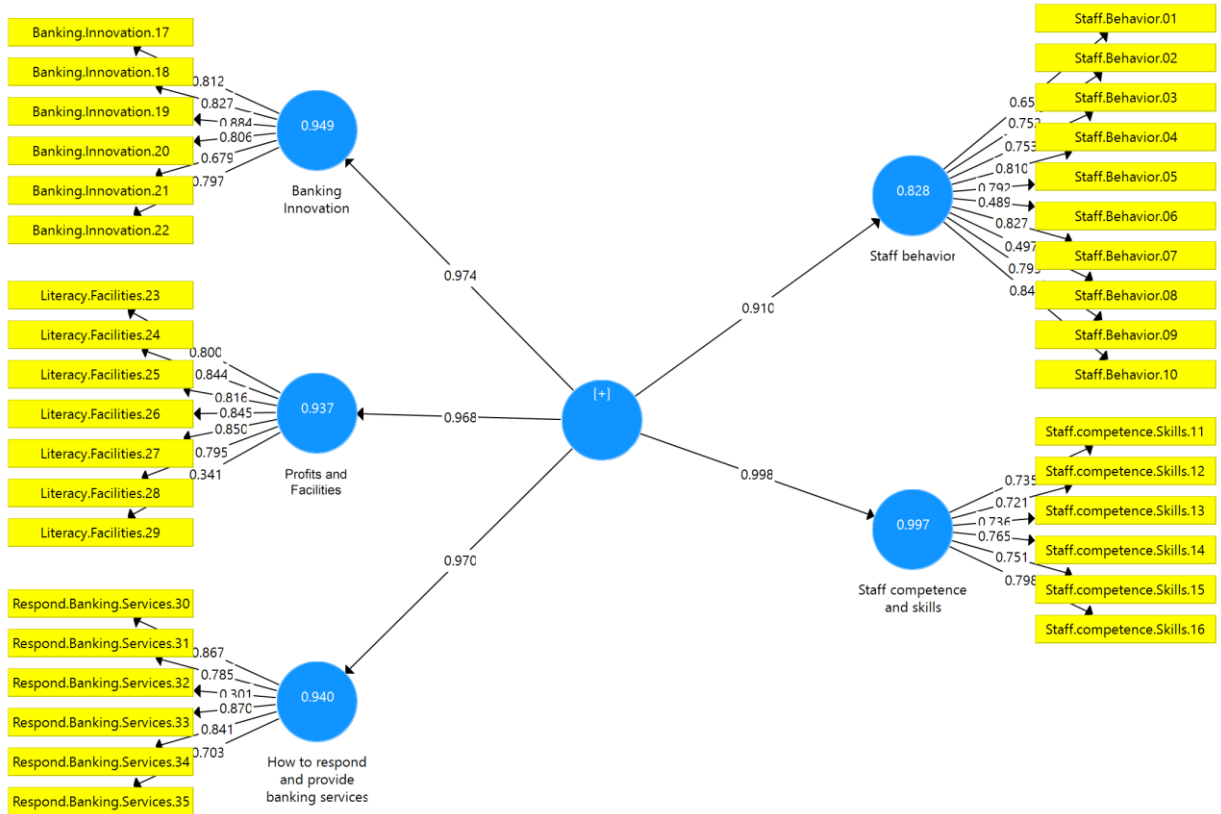 Banking.Innovation.17
Banking.Innovation.18
Banking.Innovation.19
Banking.Innovation.20
Banking.Innovation.21
Banking.Innovation.22
0.812
0.827
0.884
0.806
0.679
0.797
0.949
Banking
Innovation
0.974
Literacy.Facilities.23
Literacy.Facilities.24
Literacy.Facilities.25
Literacy.Facilities.26
Literacy.Facilities.27
Literacy.Facilities.28
Literacy.Facilities.29
0.800
0.844
0.816
0.845
0.850
0.795
0.341
0.937
Profits and
Facilities
0.968
Respond.Banking.Services.30
Respond.Banking.Services.31
Respond.Banking.Services.32
Respond.Banking.Services.33
Respond.Banking.Services.34
Respond.Banking.Services.35
0.867
0.785
0.301
0.870
0.841
0.703
0.940
How to respond
and provide
banking services
0.970
[+]
0.910
0.828
Staff behavior
0.65
0.752
0.753
0.810
0.792
0.489
0.827
0.497
0.795
0.84
Staff.Behavior.01
Staff.Behavior.02
Staff.Behavior.03
Staff.Behavior.04
Staff.Behavior.05
Staff.Behavior.06
Staff.Behavior.07
Staff.Behavior.08
Staff.Behavior.09
Staff.Behavior.10
0.998
0.997
Staff competence
and skills
0.735
0.721
0.736
0.765
0.751
0.798
Staff.competence.Skills.11
Staff.competence.Skills.12
Staff.competence.Skills.13
Staff.competence.Skills.14
Staff.competence.Skills.15
Staff.competence.Skills.16